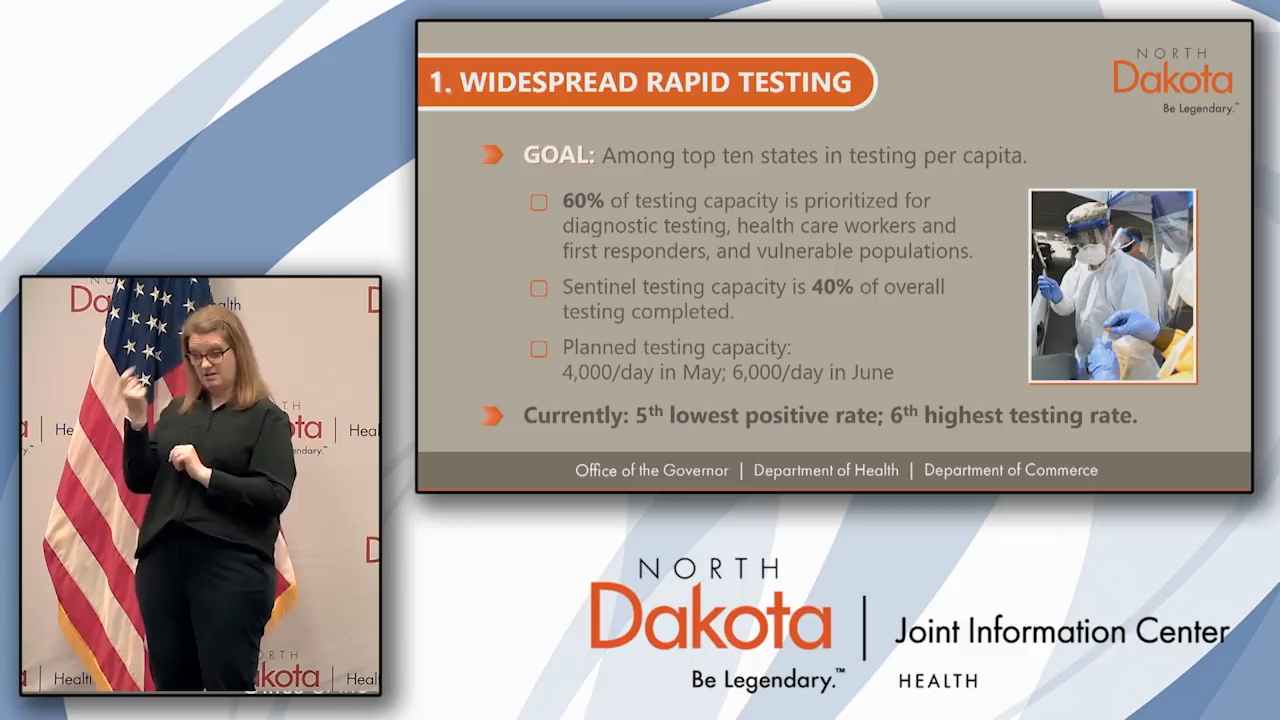 1. WIDESPREAD RAPID TESTING
NORTH
Dakota
Be Legendary.™
GOAL: Among top ten states in testing per capita.
60% of testing capacity is prioritized for
diagnostic testing, health care workers and
first responders, and vulnerable populations.
Sentinel testing capacity is 40% of overall
testing completed.
Planned testing capacity:
4,000/day in May; 6,000/day in June
Currently: 5th lowest positive rate; 6th highest testing rate.
Office of the Governor | Department of Health | Department of Commerce
NORTH
Dakota
Be Legendary.™
Joint Information Center
HEALTH